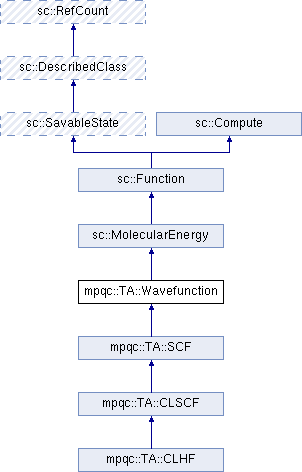 sc::RefCount
sc::DescribedClass
sc::SavableState
sc::Compute
sc::Function
sc::MolecularEnergy
mpqc::TA::Wavefunction
mpqc::TA::SCF
mpqc::TA::CLSCF
mpqc::TA::CLHF